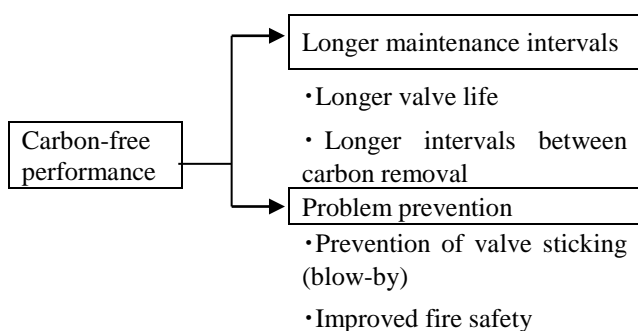 Longer maintenance intervals
・Longer valve life
・Longer intervals between
carbon removal
Carbon-free
performance
Problem prevention
・Prevention of valve sticking
(blow-by)
・Improved fire safety